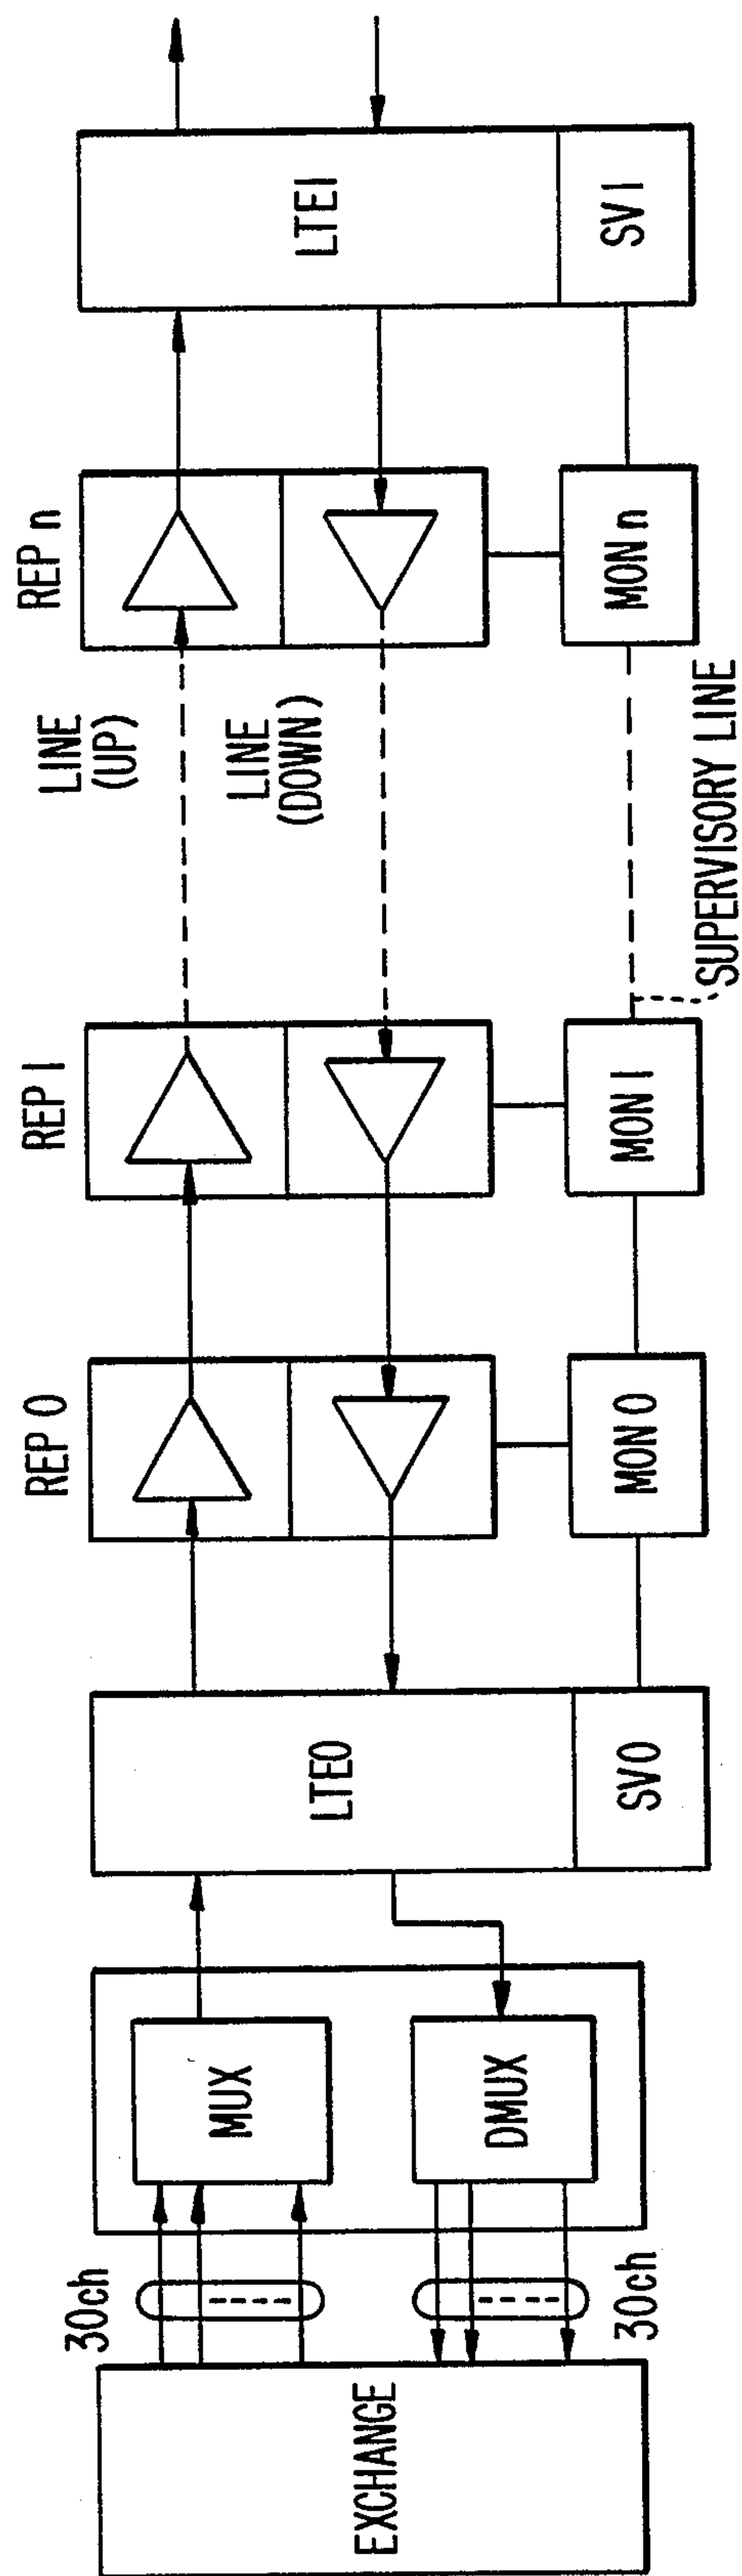 EXCHANGE
30ch
30ch
MUX
DMUX
LTE0
SV0
REP 0
MON 0
REP 1
MON 1
LINE
(UP)
LINE
(DOWN)
SUPERVISORY LINE
REP n
MON n
LTE1
SV1